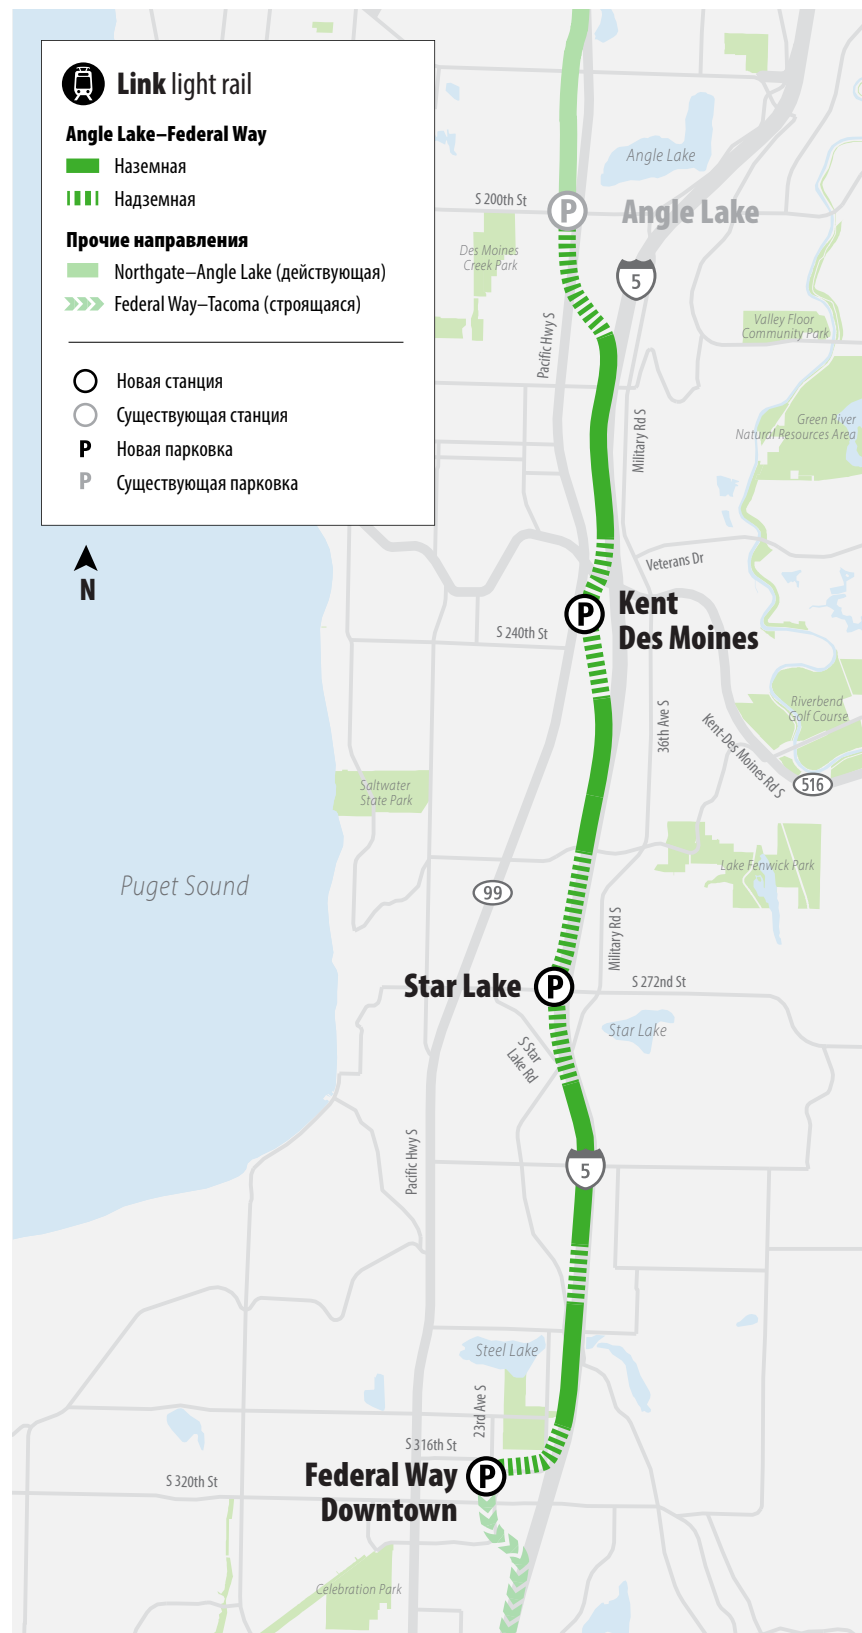 Link light rail
Angle Lake–Federal Way
Наземная
Надземная
Прочие направления
Northgate–Angle Lake (действующая)
Federal Way–Tacoma (строящаяся)
Новая станция
Существующая станция
P Новая парковка
P Существующая парковка
N
Angle Lake
S 200th St
P
Angle Lake
Des Moines
Creek Park
5
Pacific Hwy S
Valley Floor
Community Park
Military Rd S
Green River
Natural Resources Area
Veterans Dr
P
Kent
Des Moines
S 240th St
36th Ave S
Riverbend
Golf Course
Kent-Des Moines Rd S
516
Saltwater
State Park
Lake Fenwick Park
Puget Sound
99
Military Rd S
Star Lake
P
S 272nd St
Star Lake
S Star
Lake Rd
Pacific Hwy S
5
Steel Lake
23rd Ave S
S 316th St
Federal Way
Downtown
P
S 320th St
Celebration Park